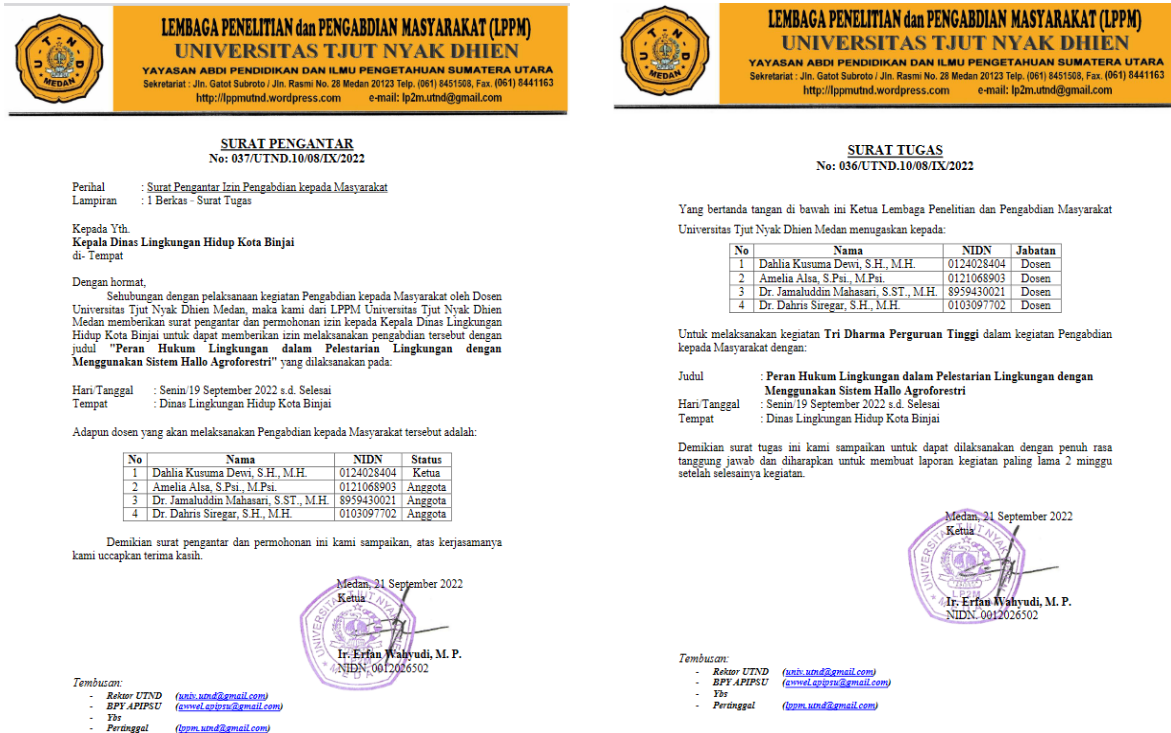 LEMBAGA PENELITIAN dan PENGABDIAN MASYARAKAT (LPPM)
UNIVERSITAS TJUT NYAK DHIEN
YAYASAN ABDI PENDIDIKAN DAN ILMU PENGETAHUAN SUMATERA UTARA
Sekretariat : Jln. Gatot Subroto / Jln. Rasmi No. 28 Medan 20123 Telp. (061) 8451508, Fax. (061) 8441163
http://lppmutnd.wordpress.com e-mail: lp2m.utnd@gmail.com
U T N D
MEDAN
SURAT PENGANTAR
No: 037/UTND.10/08/IX/2022
Perihal : Surat Pengantar Izin Pengabdian kepada Masyarakat
Lampiran : 1 Berkas - Surat Tugas
Kepada Yth.
Kepala Dinas Lingkungan Hidup Kota Binjai
di- Tempat
Dengan hormat,
Sehubungan dengan pelaksanaan kegiatan Pengabdian kepada Masyarakat oleh Dosen
Universitas Tjut Nyak Dhien Medan, maka kami dari LPPM Universitas Tjut Nyak Dhien
Medan memberikan surat pengantar dan permohonan izin kepada Kepala Dinas Lingkungan
Hidup Kota Binjai untuk dapat memberikan izin melaksanakan pengabdian tersebut dengan
judul "Peran Hukum Lingkungan dalam Pelestarian Lingkungan dengan
Menggunakan Sistem Hallo Agroforestri" yang dilaksanakan pada:
Hari/Tanggal : Senin/19 September 2022 s.d. Selesai
Tempat : Dinas Lingkungan Hidup Kota Binjai
Adapun dosen yang akan melaksanakan Pengabdian kepada Masyarakat tersebut adalah:
No Nama NIDN Status
1 Dahlia Kusuma Dewi, S.H., M.H. 0124028404 Ketua
2 Amelia Alsa, S.Psi., M.Psi. 0121068903 Anggota
3 Dr. Jamaluddin Mahasari, S.ST., M.H. 8959430021 Anggota
4 Dr. Dahris Siregar, S.H., M.H. 0103097702 Anggota
Demikian surat pengantar dan permohonan ini kami sampaikan, atas kerjasamanya
kami uccapkan terima kasih.
Medan, 21 September 2022
Ketua
UNIVERSITAS TJUT NYAK
MEDAN
Ir. Erfan Wahyudi, M. P.
NIDN. 0012026502
Tembusan:
- Rektor UTND (univ.utnd@gmail.com)
- BPY APIPSU (awwel.apipsu@gmail.com)
- Ybs
- Pertinggal (lppm.utnd@gmail.com)
LEMBAGA PENELITIAN dan PENGABDIAN MASYARAKAT (LPPM)
UNIVERSITAS TJUT NYAK DHIEN
YAYASAN ABDI PENDIDIKAN DAN ILMU PENGETAHUAN SUMATERA UTARA
Sekretariat : Jln. Gatot Subroto / Jln. Rasmi No. 28 Medan 20123 Telp. (061) 8451508, Fax. (061) 8441163
http://lppmutnd.wordpress.com e-mail: lp2m.utnd@gmail.com
U T N D
MEDAN
SURAT TUGAS
No: 036/UTND.10/08/IX/2022
Yang bertanda tangan di bawah ini Ketua Lembaga Penelitian dan Pengabdian Masyarakat
Universitas Tjut Nyak Dhien Medan menugaskan kepada:
No Nama NIDN Jabatan
1 Dahlia Kusuma Dewi, S.H., M.H. 0124028404 Dosen
2 Amelia Alsa, S.Psi., M.Psi. 0121068903 Dosen
3 Dr. Jamaluddin Mahasari, S.ST., M.H. 8959430021 Dosen
4 Dr. Dahris Siregar, S.H., M.H. 0103097702 Dosen
Untuk melaksanakan kegiatan Tri Dharma Perguruan Tinggi dalam kegiatan Pengabdian
kepada Masyarakat dengan:
Judul : Peran Hukum Lingkungan dalam Pelestarian Lingkungan dengan
Menggunakan Sistem Hallo Agroforestri
Hari/Tanggal : Senin/19 September 2022 s.d. Selesai
Tempat : Dinas Lingkungan Hidup Kota Binjai
Demikian surat tugas ini kami sampaikan untuk dapat dilaksanakan dengan penuh rasa
tanggung jawab dan diharapkan untuk membuat laporan kegiatan paling lama 2 minggu
setelah selesainya kegiatan.
Medan, 21 September 2022
Ketua
UNIVERSITAS TJUT NYAK
LP2M
Ir. Erfan Wahyudi, M. P.
NIDN. 0012026502
Tembusan:
- Rektor UTND (univ.utnd@gmail.com)
- BPY APIPSU (awwel.apipsu@gmail.com)
- Ybs
- Pertinggal (lppm.utnd@gmail.com)